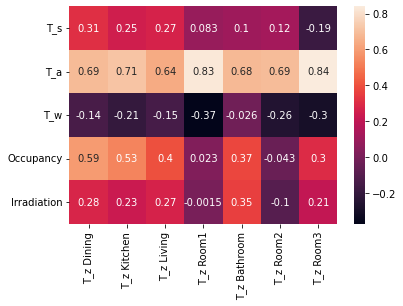 T_s 0.31 0.25 0.27 0.083 0.1 0.12 -0.19
T_a 0.69 0.71 0.64 0.83 0.68 0.69 0.84
T_w -0.14 -0.21 -0.15 -0.37 -0.026 -0.26 -0.3
Occupancy 0.59 0.53 0.4 0.023 0.37 -0.043 0.3
Irradiation 0.28 0.23 0.27 -0.0015 0.35 -0.1 0.21
T_z Dining
T_z Kitchen
T_z Living
T_z Room1
T_z Bathroom
T_z Room2
T_z Room3
0.8
0.6
0.4
0.2
0.0
−0.2